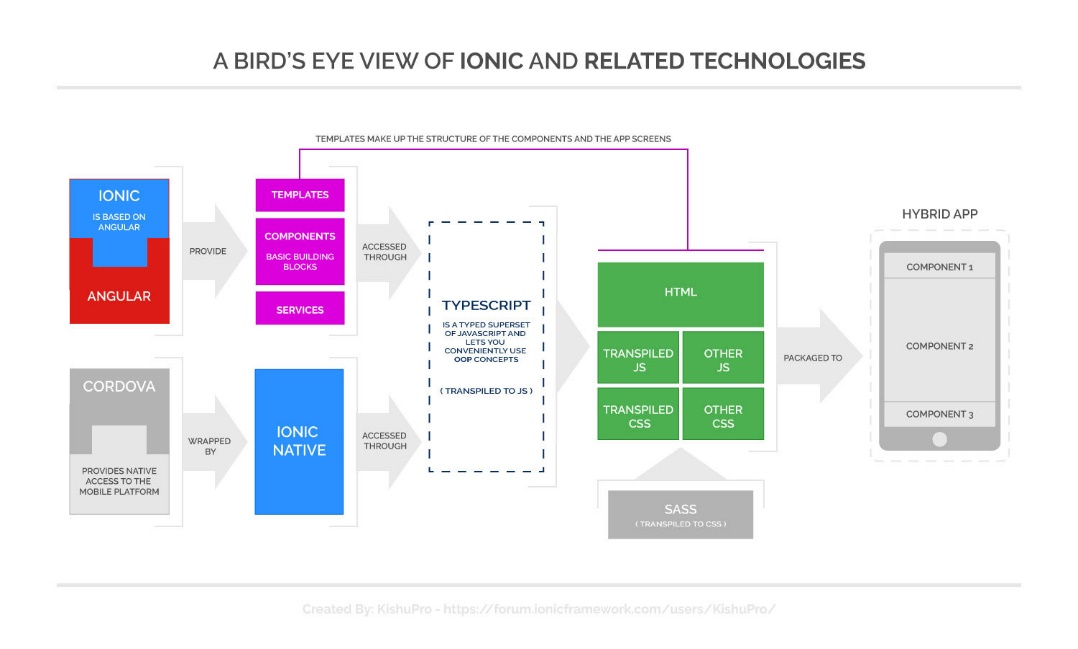 A BIRD'S EYE VIEW OF IONIC AND RELATED TECHNOLOGIES
TEMPLATES MAKE UP THE STRUCTURE OF THE COMPONENTS AND THE APP SCREENS
IONIC
IS BASED ON
ANGULAR
ANGULAR
PROVIDE
TEMPLATES
COMPONENTS
BASIC BUILDING
BLOCKS
SERVICES
ACCESSED
THROUGH
CORDOVA
PROVIDES NATIVE
ACCESS TO THE
MOBILE PLATFORM
WRAPPED
BY
IONIC
NATIVE
ACCESSED
THROUGH
TYPESCRIPT
IS A TYPED SUPERSET
OF JAVASCRIPT AND
LETS YOU
CONVENIENTLY USE
OOP CONCEPTS
( TRANSPILED TO JS )
HTML
TRANSPILED
JS
OTHER
JS
TRANSPILED
CSS
OTHER
CSS
SASS
( TRANSPILED TO CSS )
PACKAGED TO
HYBRID APP
COMPONENT 1
COMPONENT 2
COMPONENT 3
Created By: KishuPro - https://forum.ionicframework.com/users/KishuPro/